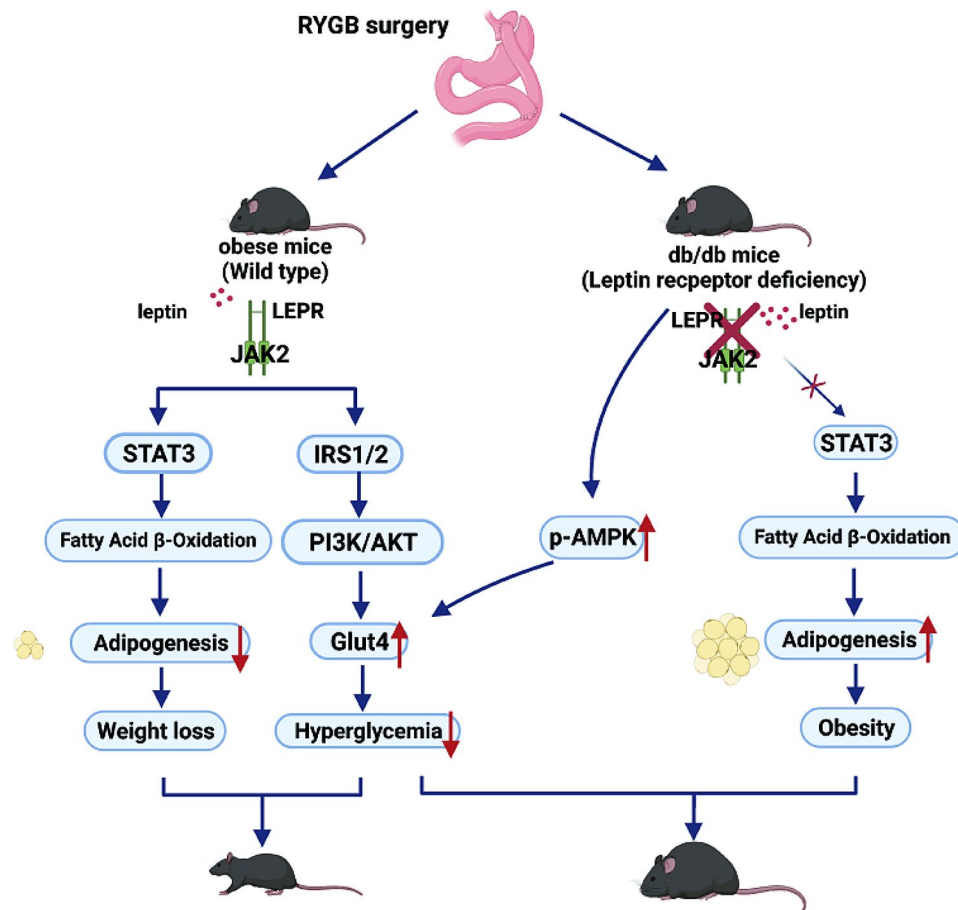 RYGB surgery
obese mice
(Wild type)
db/db mice
(Leptin recpeptor deficiency)
leptin
LEPR
JAK2
LEPR
leptin
JAK2
STAT3
IRS1/2
STAT3
Fatty Acid β-Oxidation
PI3K/AKT
p-AMPK
Fatty Acid β-Oxidation
Adipogenesis
Glut4
Adipogenesis
Weight loss
Hyperglycemia
Obesity